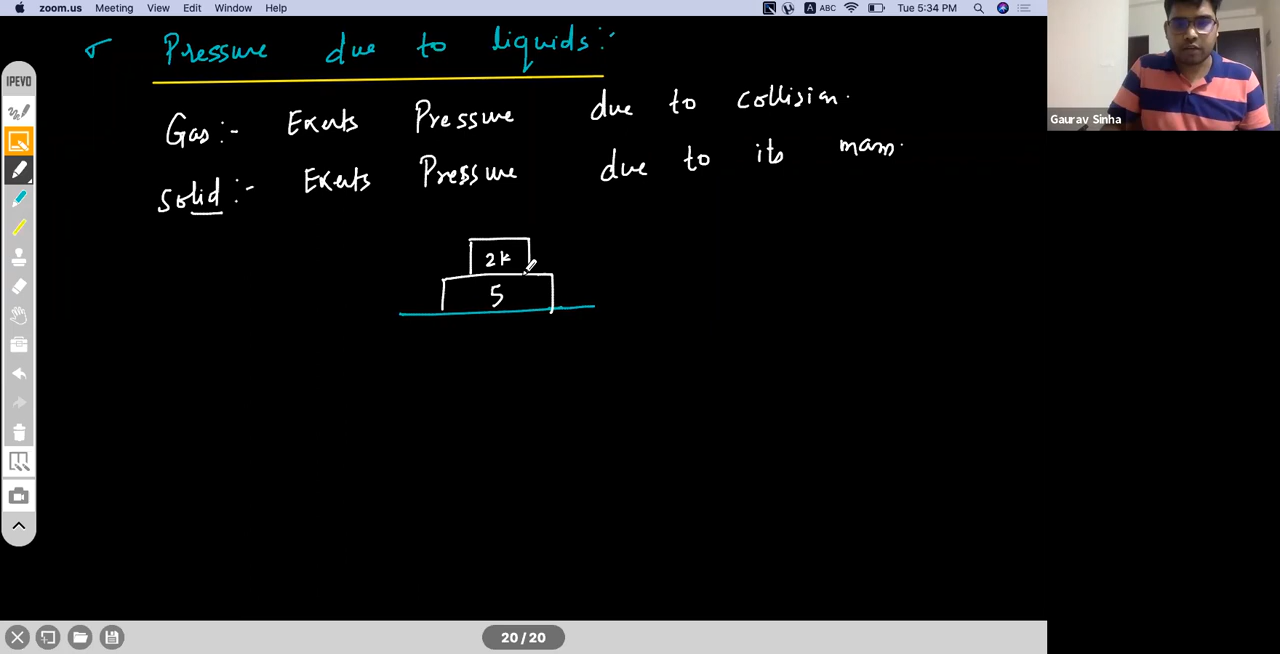 zoom.us Meeting View Edit Window Help
A ABC Tue 5:34 PM
Pressure due to liquids:-
IPEVO
Gas:- Exerts Pressure due to collision.
Gaurav Sinha
Solid:- Exerts Pressure due to its mass.
2k
5
20/20